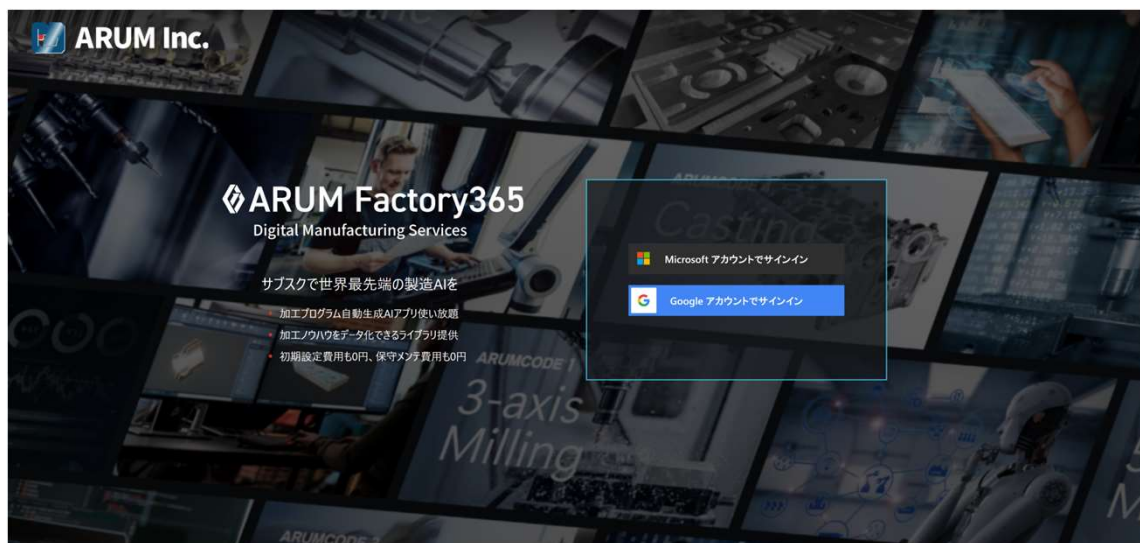 ARUM Inc.
ARUM Factory365
Digital Manufacturing Services
サブスクで世界最先端の製造AIを
加工プログラム自動生成AIアプリ使い放題
加工ノウハウをデータ化できるライブラリ提供
初期設定費用も0円、保守メンテ費用も0円
Microsoft アカウントでサインイン
Google アカウントでサインイン
Casting
ARUMCODE 1
3-axis
Milling